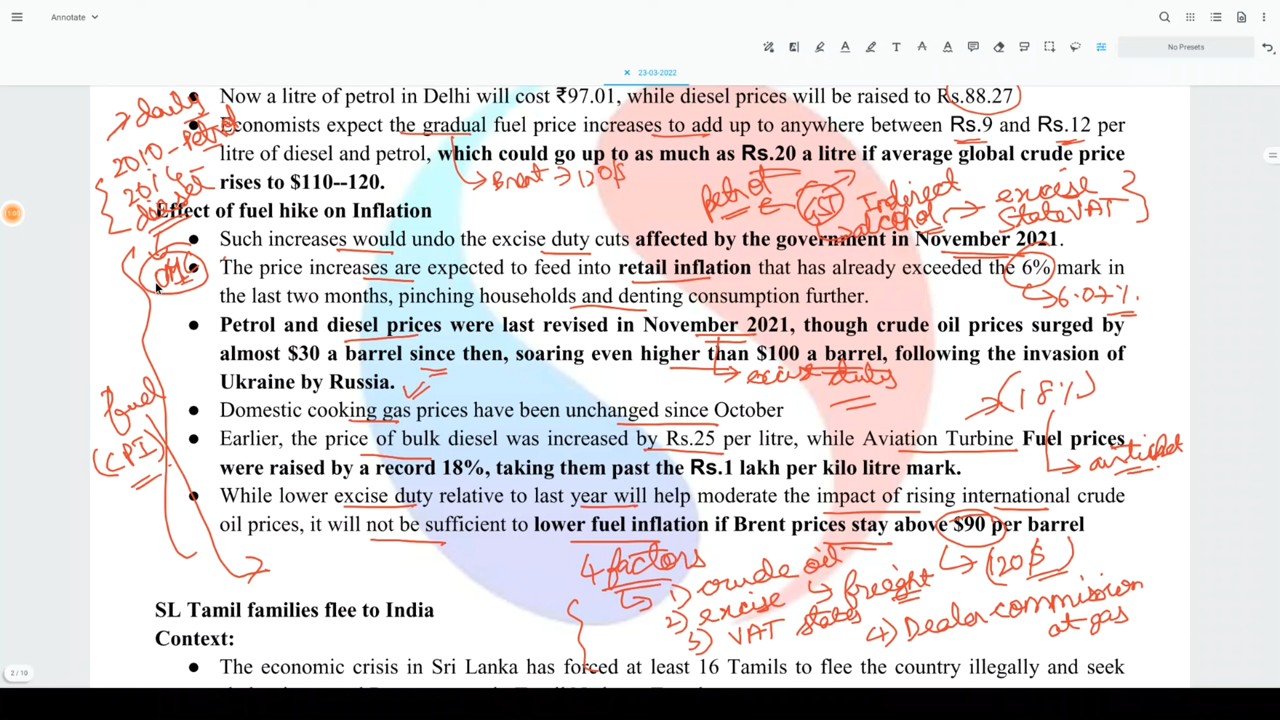 Annotate
No Presets
× 23-03-2022
Now a litre of petrol in Delhi will cost ₹97.01, while diesel prices will be raised to Rs.88.27
Economists expect the gradual fuel price increases to add up to anywhere between Rs.9 and Rs.12 per
litre of diesel and petrol, which could go up to as much as Rs.20 a litre if average global crude price
rises to $110--120.
→ daily
2010 - petrol
2014
diesel
Brent → 120$
petrol
GST
Indirect
alcohol → excise
State VAT
Effect of fuel hike on Inflation
Such increases would undo the excise duty cuts affected by the government in November 2021.
OMC
The price increases are expected to feed into retail inflation that has already exceeded the 6% mark in
the last two months, pinching households and denting consumption further.
6.07%
Petrol and diesel prices were last revised in November 2021, though crude oil prices surged by
almost $30 a barrel since then, soaring even higher than $100 a barrel, following the invasion of
Ukraine by Russia.
excise duty
Domestic cooking gas prices have been unchanged since October
(18%)
fuel
(CPI)
Earlier, the price of bulk diesel was increased by Rs.25 per litre, while Aviation Turbine Fuel prices
were raised by a record 18%, taking them past the Rs.1 lakh per kilo litre mark.
air ticket
While lower excise duty relative to last year will help moderate the impact of rising international crude
oil prices, it will not be sufficient to lower fuel inflation if Brent prices stay above $90 per barrel
4 factors
1) crude oil
freight
(120$)
2) excise
3) VAT states
4) Dealer commission
at gas
SL Tamil families flee to India
Context:
The economic crisis in Sri Lanka has forced at least 16 Tamils to flee the country illegally and seek
2 / 10